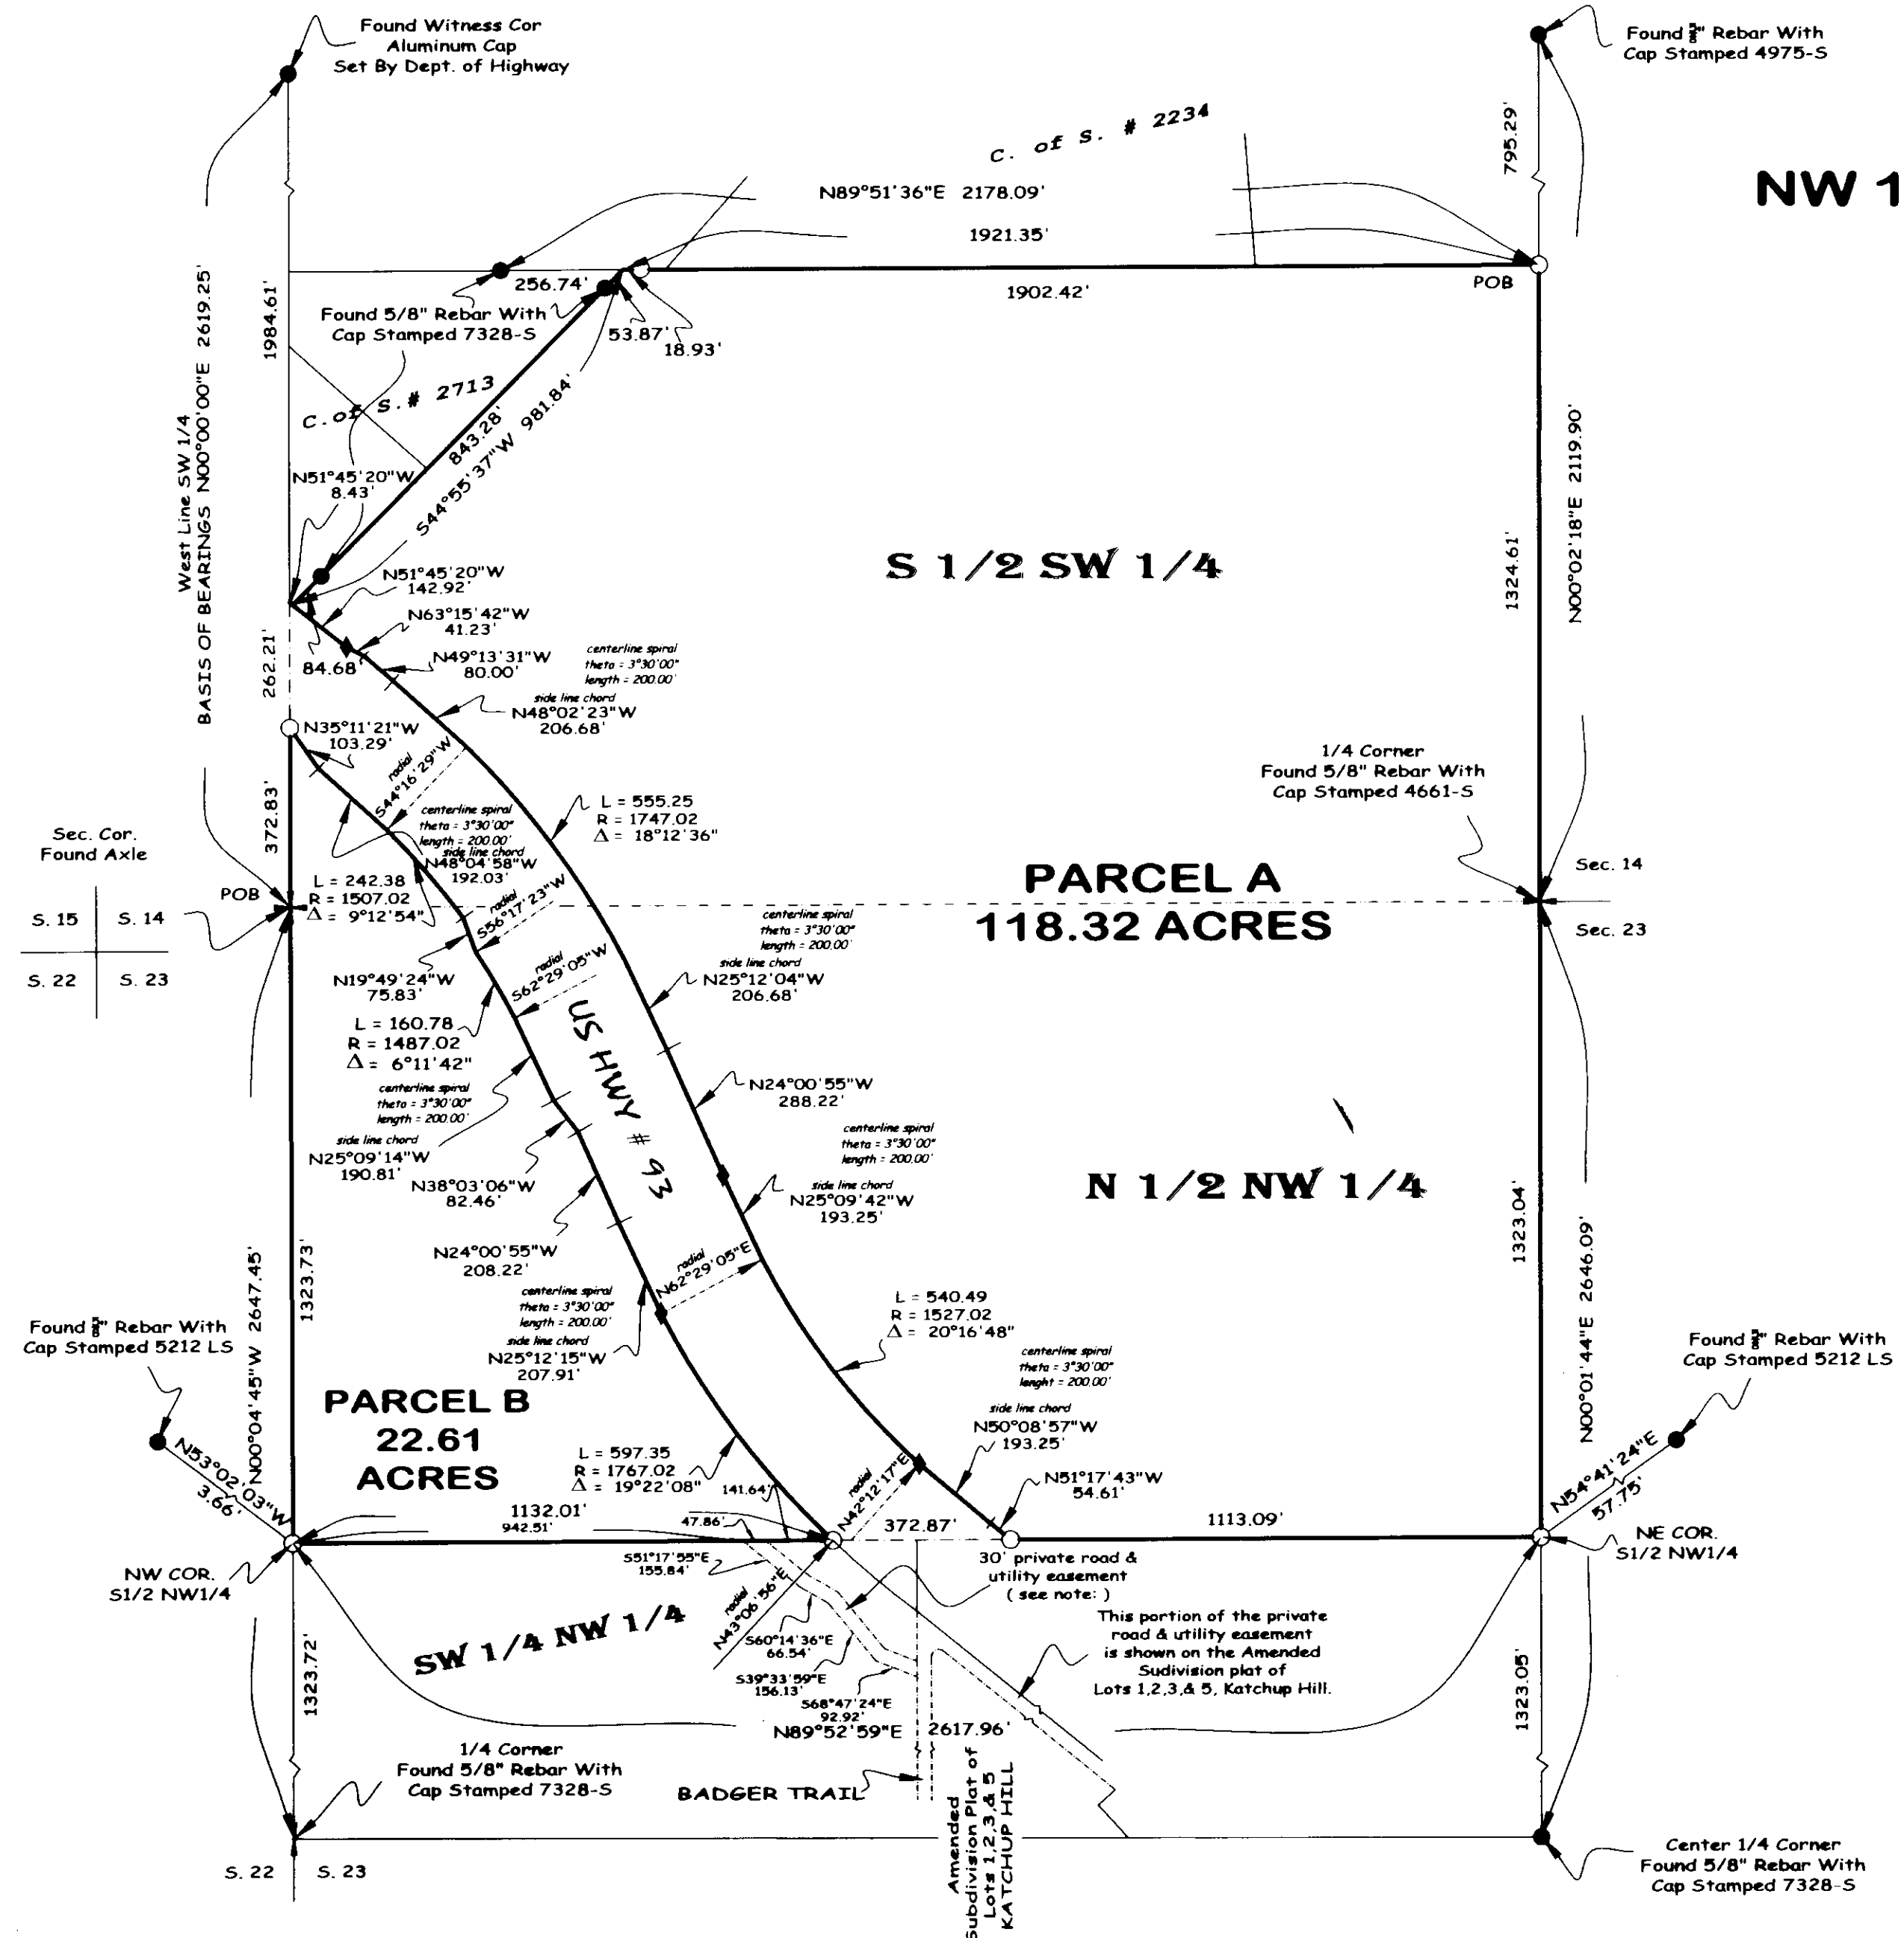 Found Witness Cor
Aluminum Cap
Set By Dept. of Highway
Found 5/8" Rebar With
Cap Stamped 4975-S
C. of S. # 2234
795.29'
NW 1
N89°51'36"E 2178.09'
1921.35'
256.74'
1902.42'
POB
Found 5/8" Rebar With
Cap Stamped 7328-S
53.87'
18.93'
1984.61'
West Line SW 1/4
BASIS OF BEARINGS N00°00'00"E 2619.25'
C. of S. # 2713
843.28'
S44°55'37"W 981.84'
N51°45'20"W
8.43'
N51°45'20"W
142.92'
S 1/2 SW 1/4
1324.61'
N00°02'18"E 2119.90'
N63°15'42"W
41.23'
84.68'
262.21'
N49°13'31"W
80.00'
centerline spiral
theta = 3°30'00"
length = 200.00'
side line chord
N48°02'23"W
206.68'
N35°11'21"W
103.29'
radial
S44°16'29"W
372.83'
1/4 Corner
Found 5/8" Rebar With
Cap Stamped 4661-S
L = 555.25
R = 1747.02
Δ = 18°12'36"
centerline spiral
theta = 3°30'00"
length = 200.00'
side line chord
N48°04'58"W
192.03'
Sec. Cor.
Found Axle
S. 15
S. 14
S. 22
S. 23
POB
L = 242.38
R = 1507.02
Δ = 9°12'54"
PARCEL A
118.32 ACRES
Sec. 14
Sec. 23
radial
S56°17'23"W
centerline spiral
theta = 3°30'00"
length = 200.00'
side line chord
N25°12'04"W
206.68'
N19°49'24"W
75.83'
radial
S62°29'05"W
L = 160.78
R = 1487.02
Δ = 6°11'42"
US HWY # 93
N24°00'55"W
288.22'
centerline spiral
theta = 3°30'00"
length = 200.00'
side line chord
N25°09'14"W
190.81'
centerline spiral
theta = 3°30'00"
length = 200.00'
side line chord
N25°09'42"W
193.25'
N38°03'06"W
82.46'
N 1/2 NW 1/4
1323.04'
N00°01'44"E 2646.09'
N24°00'55"W
208.22'
radial
N62°29'05"E
N00°04'45"W 2647.45'
1323.73'
centerline spiral
theta = 3°30'00"
length = 200.00'
side line chord
N25°12'15"W
207.91'
L = 540.49
R = 1527.02
Δ = 20°16'48"
Found 5/8" Rebar With
Cap Stamped 5212 LS
Found 5/8" Rebar With
Cap Stamped 5212 LS
centerline spiral
theta = 3°30'00"
lenght = 200.00'
side line chord
N50°08'57"W
193.25'
PARCEL B
22.61
ACRES
L = 597.35
R = 1767.02
Δ = 19°22'08"
141.64'
N53°02'03"W
3.66'
N54°41'24"E
57.75'
radial
N42°12'17"E
N51°17'43"W
54.61'
1132.01'
942.51'
47.86'
372.87'
1113.09'
NW COR.
S1/2 NW1/4
NE COR.
S1/2 NW1/4
30' private road &
utility easement
( see note: )
S51°17'55"E
155.84'
radial
N43°06'56"E
SW 1/4 NW 1/4
S60°14'36"E
66.54'
S39°33'59"E
156.13'
S68°47'24"E
92.92'
This portion of the private
road & utility easement
is shown on the Amended
Sudivision plat of
Lots 1,2,3,& 5, Katchup Hill.
1323.72'
1323.05'
N89°52'59"E 2617.96'
1/4 Corner
Found 5/8" Rebar With
Cap Stamped 7328-S
BADGER TRAIL
Amended
Subdivision Plat of
Lots 1,2,3,& 5
KATCHUP HILL
S. 22
S. 23
Center 1/4 Corner
Found 5/8" Rebar With
Cap Stamped 7328-S